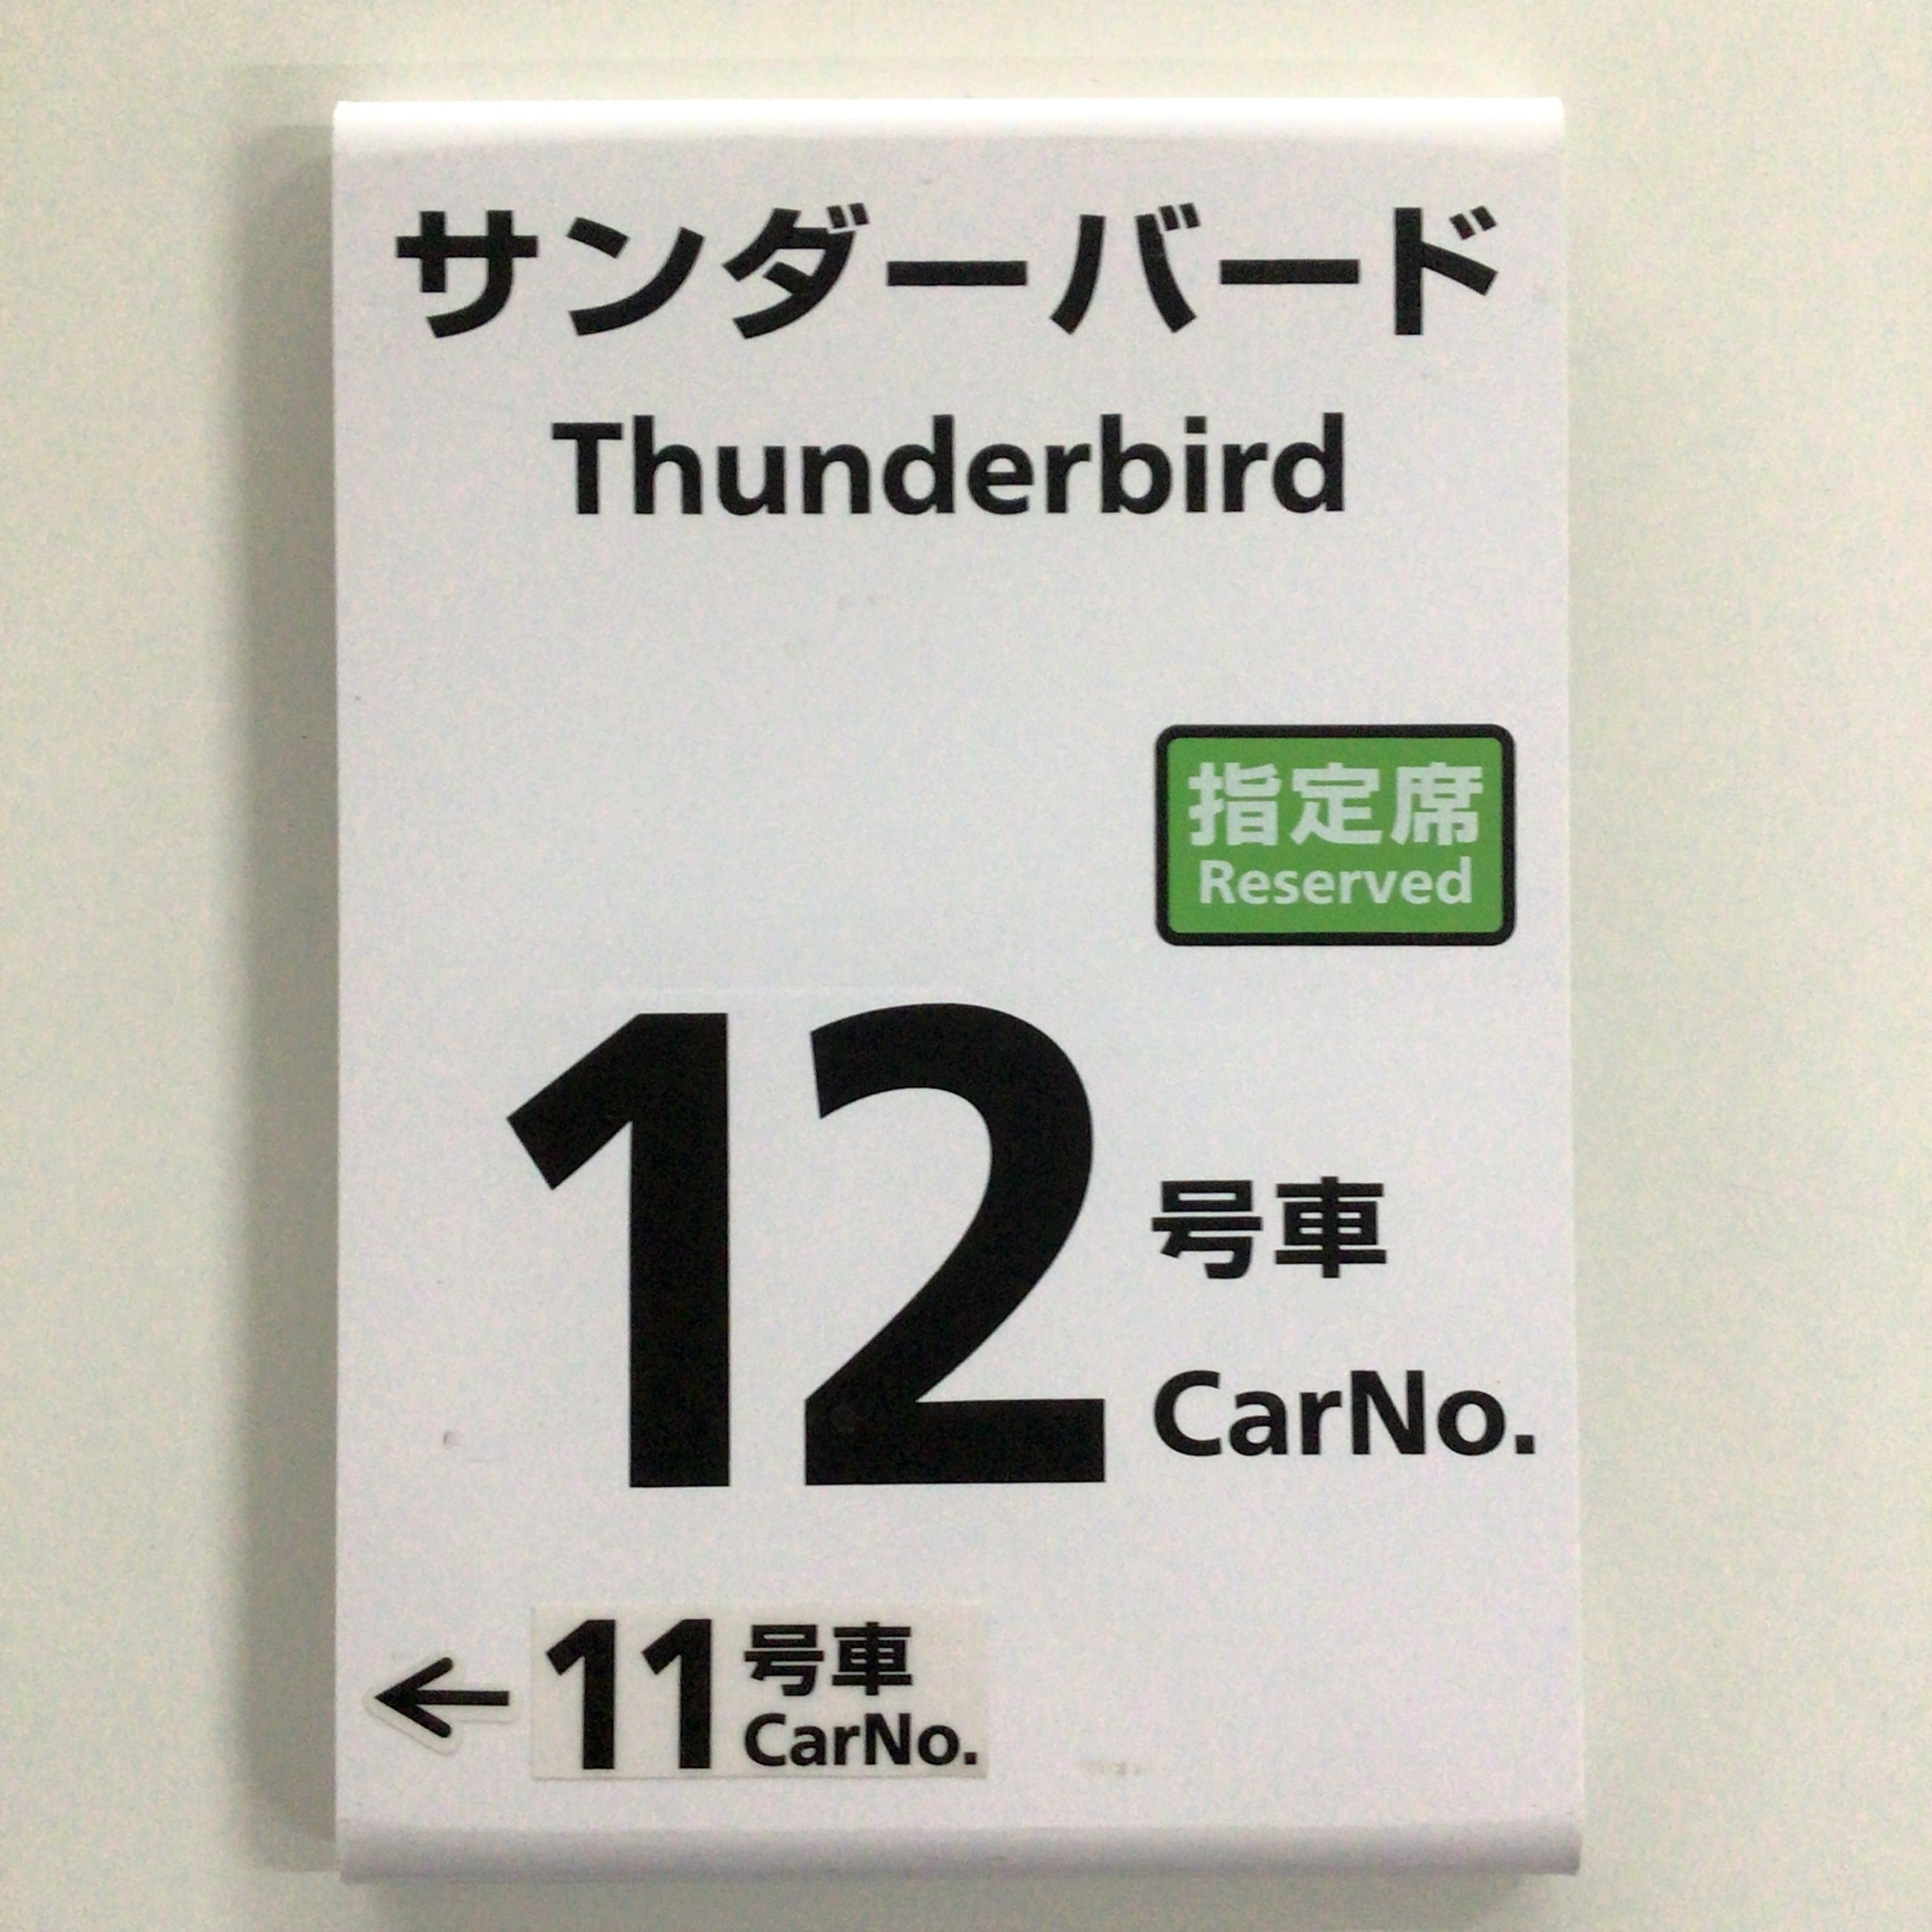 サンダーバード
Thunderbird
指定席
Reserved
12 号車
CarNo.
← 11 号車
CarNo.